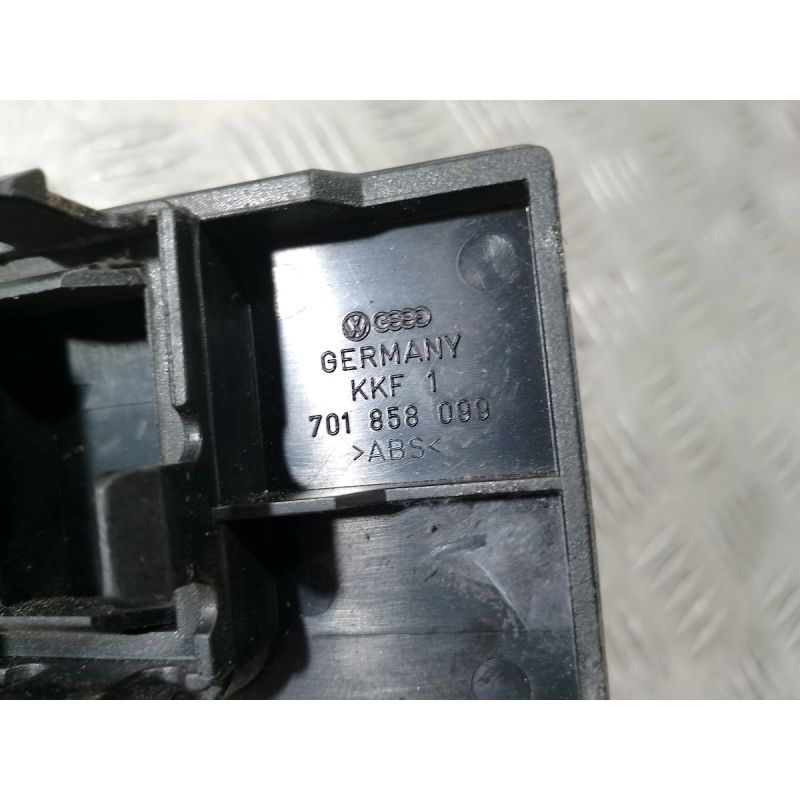 GERMANY
KKF 1
701 858 099
>ABS<